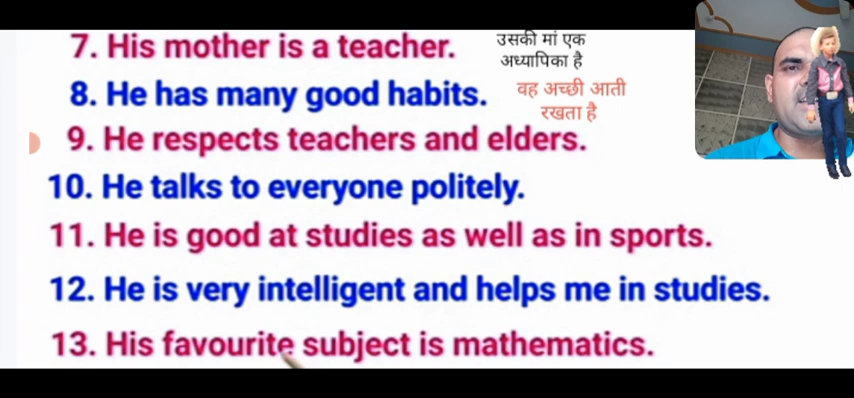 7. His mother is a teacher.
उसकी मां एक
अध्यापिका है
8. He has many good habits.
वह अच्छी आती
रखता है
9. He respects teachers and elders.
10. He talks to everyone politely.
11. He is good at studies as well as in sports.
12. He is very intelligent and helps me in studies.
13. His favourite subject is mathematics.